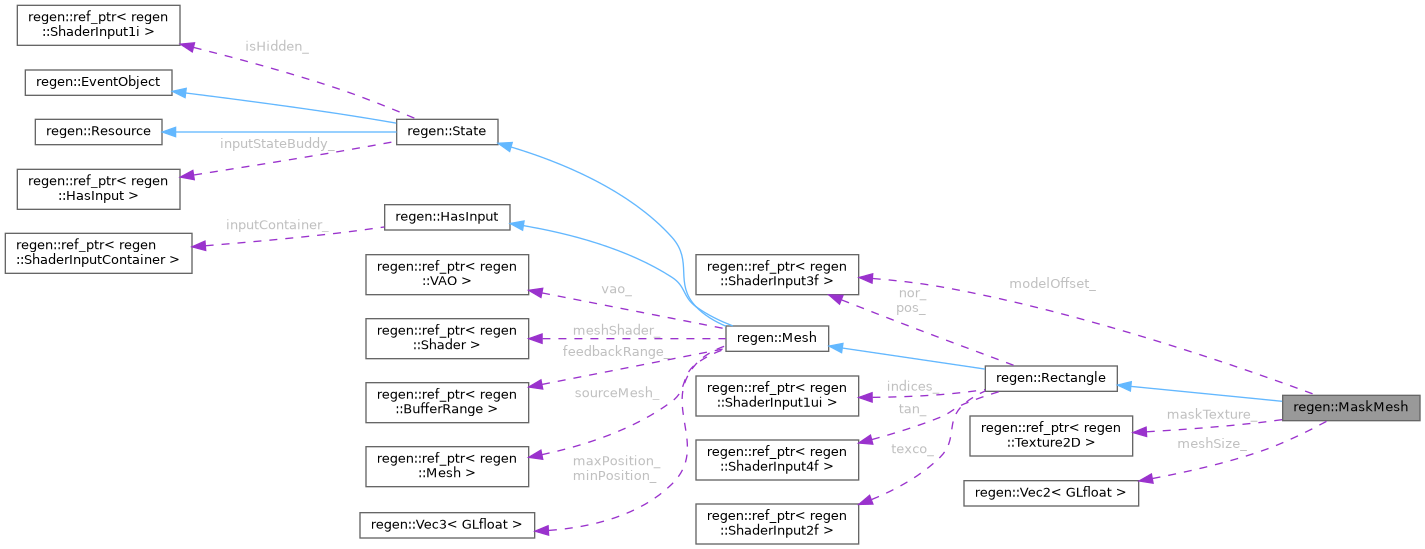 regen::ref_ptr< regen
::ShaderInput1i >
isHidden_
regen::EventObject
regen::Resource
regen::State
inputStateBuddy_
regen::ref_ptr< regen
::HasInput >
regen::HasInput
inputContainer_
regen::ref_ptr< regen
::ShaderInputContainer >
regen::ref_ptr< regen
::VAO >
vao_
regen::ref_ptr< regen
::ShaderInput3f >
modelOffset_
nor_
pos_
regen::ref_ptr< regen
::Shader >
meshShader_
regen::Mesh
feedbackRange_
regen::ref_ptr< regen
::BufferRange >
sourceMesh_
regen::ref_ptr< regen
::ShaderInput1ui >
indices_
regen::Rectangle
tan_
regen::MaskMesh
maskTexture_
regen::ref_ptr< regen
::Texture2D >
meshSize_
regen::ref_ptr< regen
::ShaderInput4f >
texco_
regen::ref_ptr< regen
::Mesh >
maxPosition_
minPosition_
regen::Vec2< GLfloat >
regen::Vec3< GLfloat >
regen::ref_ptr< regen
::ShaderInput2f >